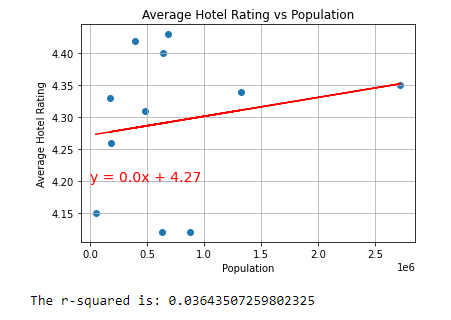 Average Hotel Rating vs Population
Average Hotel Rating
4.40
4.35
4.30
4.25
4.20
4.15
y = 0.0x + 4.27
0.0 0.5 1.0 1.5 2.0 2.5
1e6
Population
The r-squared is: 0.03643507259802325